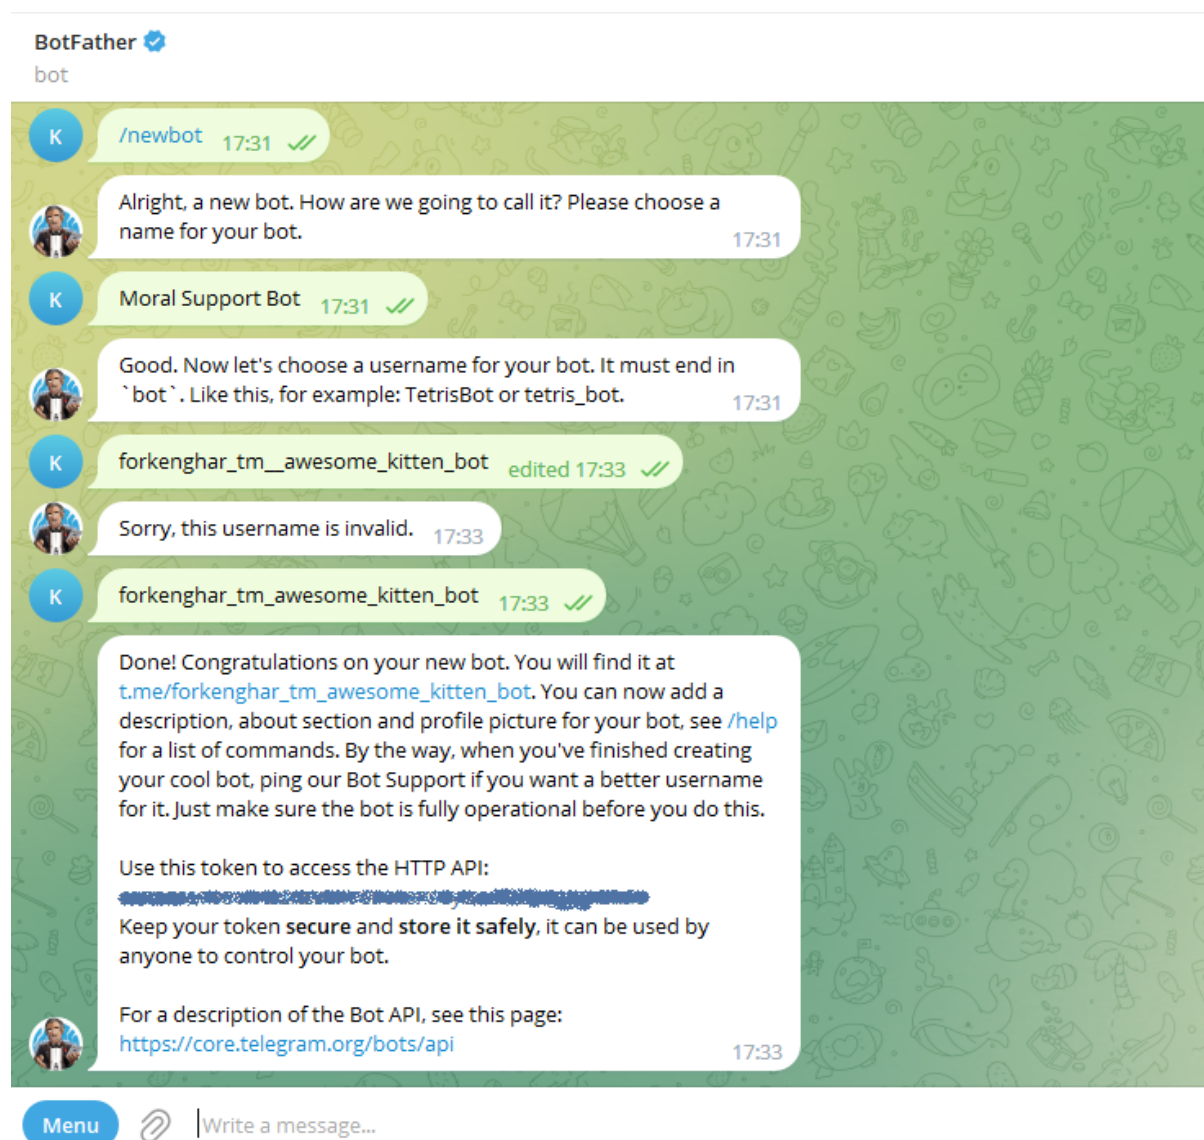 BotFather
bot
K
/newbot 17:31
Alright, a new bot. How are we going to call it? Please choose a
name for your bot.
17:31
K
Moral Support Bot 17:31
Good. Now let's choose a username for your bot. It must end in
`bot`. Like this, for example: TetrisBot or tetris_bot.
17:31
K
forkenghar_tm__awesome_kitten_bot edited 17:33
Sorry, this username is invalid. 17:33
K
forkenghar_tm_awesome_kitten_bot 17:33
Done! Congratulations on your new bot. You will find it at
t.me/forkenghar_tm_awesome_kitten_bot. You can now add a
description, about section and profile picture for your bot, see /help
for a list of commands. By the way, when you've finished creating
your cool bot, ping our Bot Support if you want a better username
for it. Just make sure the bot is fully operational before you do this.
Use this token to access the HTTP API:
Keep your token secure and store it safely, it can be used by
anyone to control your bot.
For a description of the Bot API, see this page:
https://core.telegram.org/bots/api
17:33
Menu
Write a message...